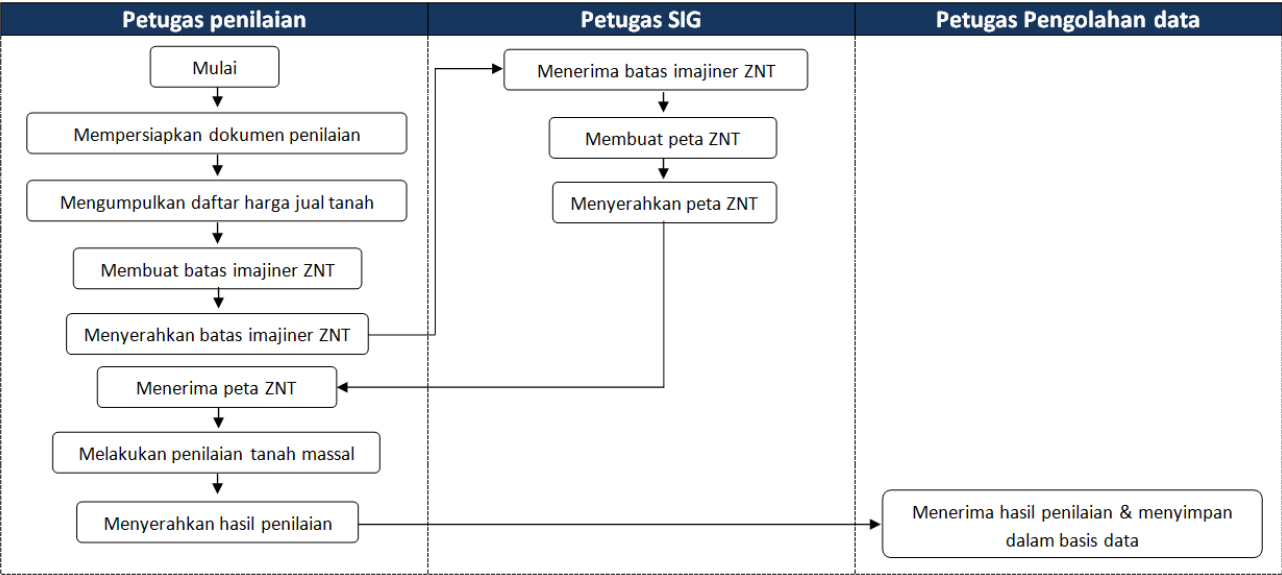 Petugas penilaian
Petugas SIG
Petugas Pengolahan data
Mulai
Mempersiapkan dokumen penilaian
Mengumpulkan daftar harga jual tanah
Membuat batas imajiner ZNT
Menyerahkan batas imajiner ZNT
Menerima batas imajiner ZNT
Membuat peta ZNT
Menyerahkan peta ZNT
Menerima peta ZNT
Melakukan penilaian tanah massal
Menyerahkan hasil penilaian
Menerima hasil penilaian & menyimpan
dalam basis data